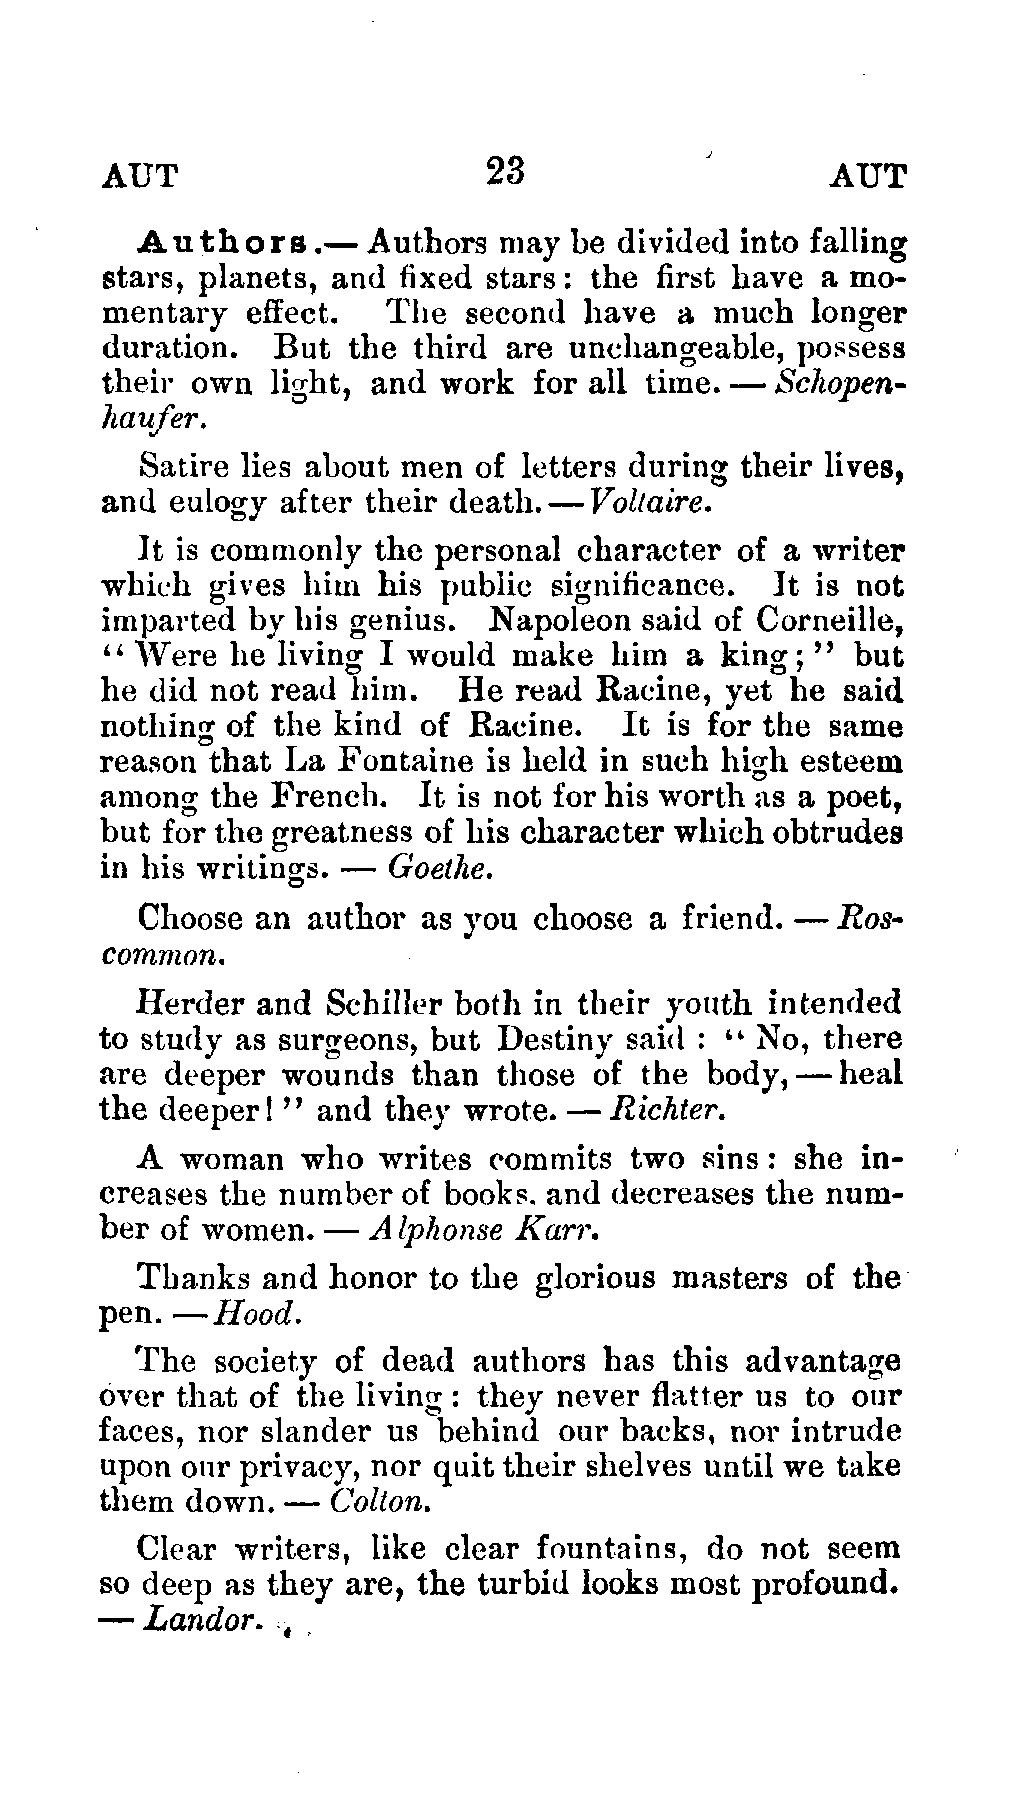 AUT 23 AUT
Authors.— Authors may be divided into falling
stars, planets, and fixed stars: the first have a mo-
mentary effect. The second have a much longer
duration. But the third are unchangeable, possess
their own light, and work for all time. — Schopen-
haufer.
Satire lies about men of letters during their lives,
and eulogy after their death. — Voltaire.
It is commonly the personal character of a writer
which gives him his public significance. It is not
imparted by his genius. Napoleon said of Corneille,
“ Were he living I would make him a king; ” but
he did not read him. He read Racine, yet he said
nothing of the kind of Racine. It is for the same
reason that La Fontaine is held in such high esteem
among the French. It is not for his worth as a poet,
but for the greatness of his character which obtrudes
in his writings. — Goethe.
Choose an author as you choose a friend. — Ros-
common.
Herder and Schiller both in their youth intended
to study as surgeons, but Destiny said : “ No, there
are deeper wounds than those of the body, — heal
the deeper! ” and they wrote. — Richter.
A woman who writes commits two sins: she in-
creases the number of books. and decreases the num-
ber of women. — Alphonse Karr.
Thanks and honor to the glorious masters of the
pen. — Hood.
The society of dead authors has this advantage
over that of the living: they never flatter us to our
faces, nor slander us behind our backs, nor intrude
upon our privacy, nor quit their shelves until we take
them down. — Colton.
Clear writers, like clear fountains, do not seem
so deep as they are, the turbid looks most profound.
— Landor.